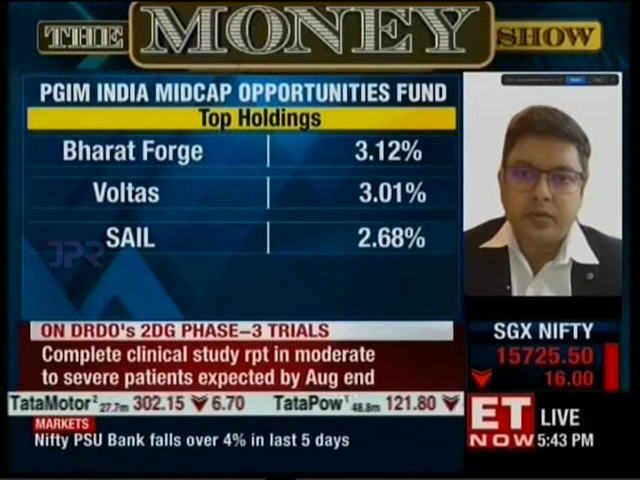 THE MONEY SHOW
PGIM INDIA MIDCAP OPPORTUNITIES FUND
Top Holdings
Bharat Forge 3.12%
Voltas 3.01%
SAIL 2.68%
JPR
ON DRDO's 2DG PHASE-3 TRIALS
Complete clinical study rpt in moderate
to severe patients expected by Aug end
SGX NIFTY
15725.50
16.00
TataMotor 2 27.7m 302.15 6.70 TataPow 1 48.8m 121.80
MARKETS
Nifty PSU Bank falls over 4% in last 5 days
ET
NOW
LIVE
5:43 PM